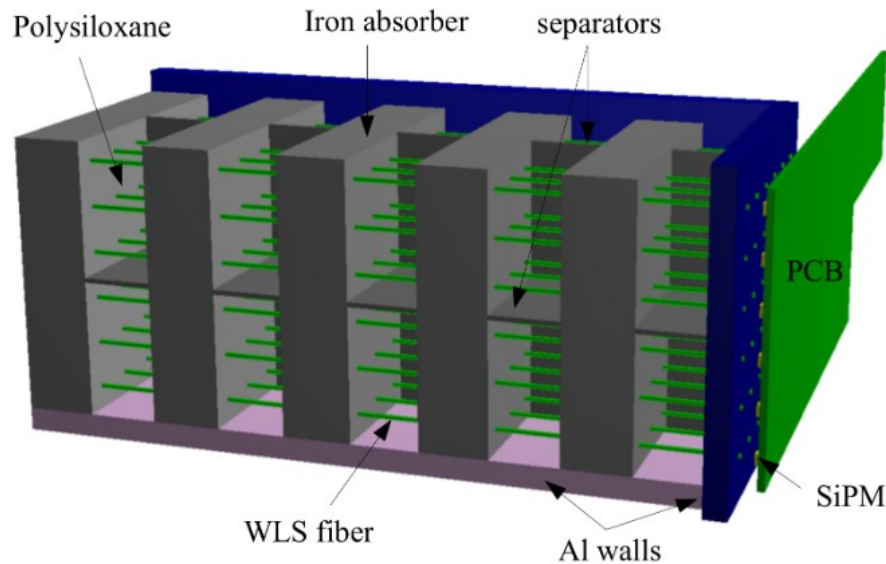 Polysiloxane
Iron absorber
separators
PCB
SiPM
WLS fiber
Al walls